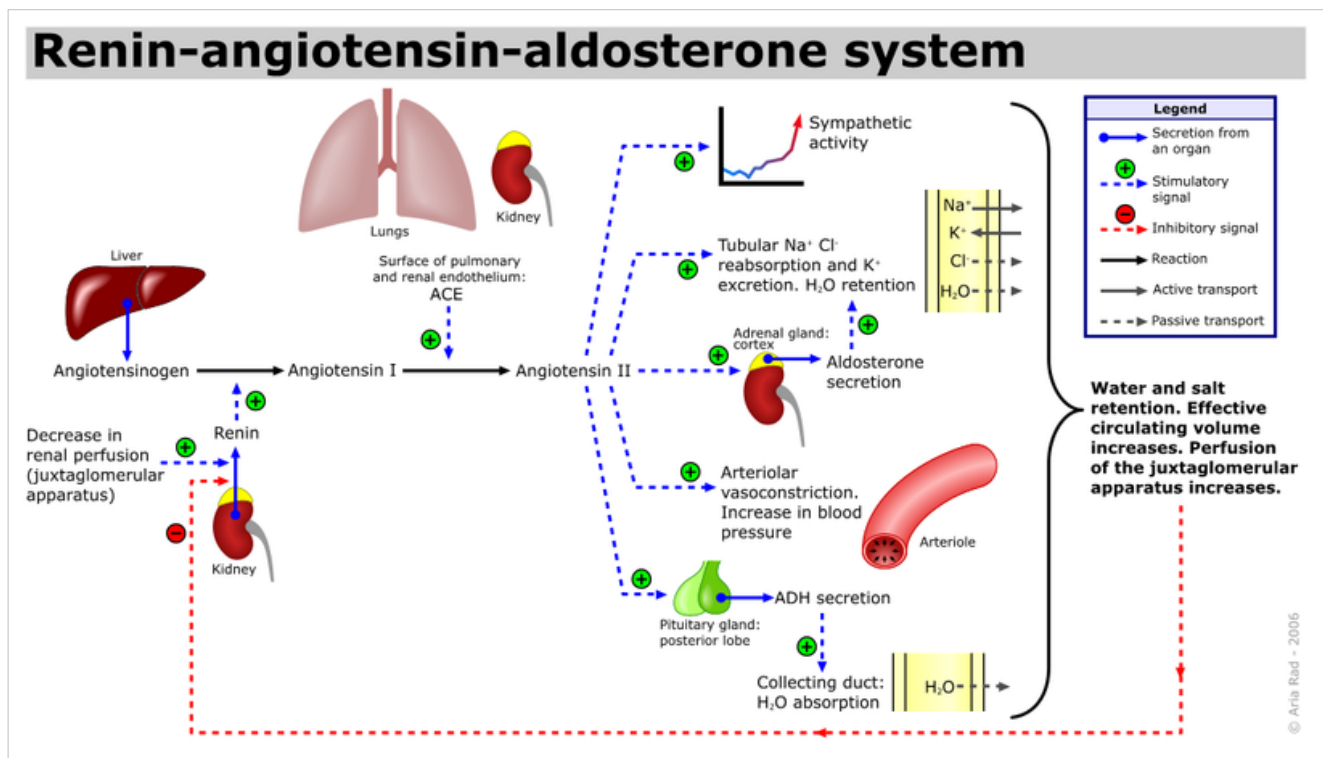 Renin-angiotensin-aldosterone system
Lungs
Kidney
Liver
Surface of pulmonary
and renal endothelium:
ACE
Angiotensinogen
Angiotensin I
Angiotensin II
Renin
Decrease in
renal perfusion
(juxtaglomerular
apparatus)
Kidney
Sympathetic
activity
Tubular Na⁺ Cl⁻
reabsorption and K⁺
excretion. H₂O retention
Adrenal gland:
cortex
Aldosterone
secretion
Arteriolar
vasoconstriction.
Increase in blood
pressure
Arteriole
Pituitary gland:
posterior lobe
ADH secretion
Collecting duct:
H₂O absorption
H₂O
Na⁺
K⁺
Cl⁻
H₂O
Legend
Secretion from
an organ
Stimulatory
signal
Inhibitory signal
Reaction
Active transport
Passive transport
Water and salt
retention. Effective
circulating volume
increases. Perfusion
of the juxtaglomerular
apparatus increases.
© Aria Rad - 2006